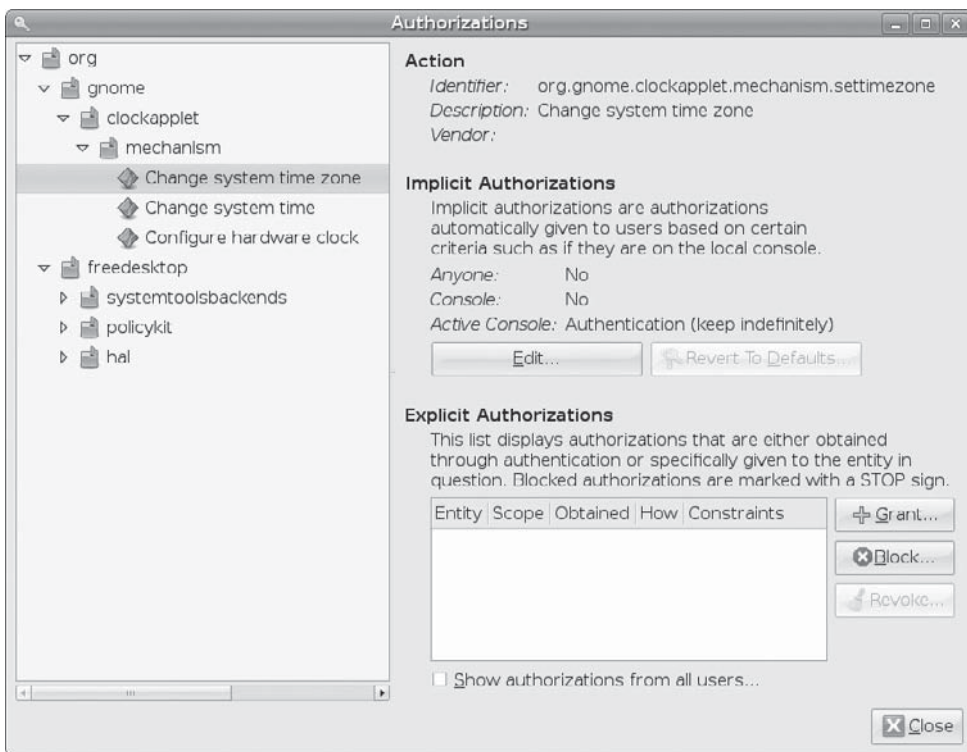 Authorizations
org
gnome
clockapplet
mechanism
Change system time zone
Change system time
Configure hardware clock
freedesktop
systemtoolsbackends
policykit
hal
Action
Identifier: org.gnome.clockapplet.mechanism.settimezone
Description: Change system time zone
Vendor:
Implicit Authorizations
Implicit authorizations are authorizations
automatically given to users based on certain
criteria such as if they are on the local console.
Anyone: No
Console: No
Active Console: Authentication (keep indefinitely)
Edit... Revert To Defaults...
Explicit Authorizations
This list displays authorizations that are either obtained
through authentication or specifically given to the entity in
question. Blocked authorizations are marked with a STOP sign.
Entity Scope Obtained How Constraints
Grant...
Block...
Revoke...
Show authorizations from all users...
Close